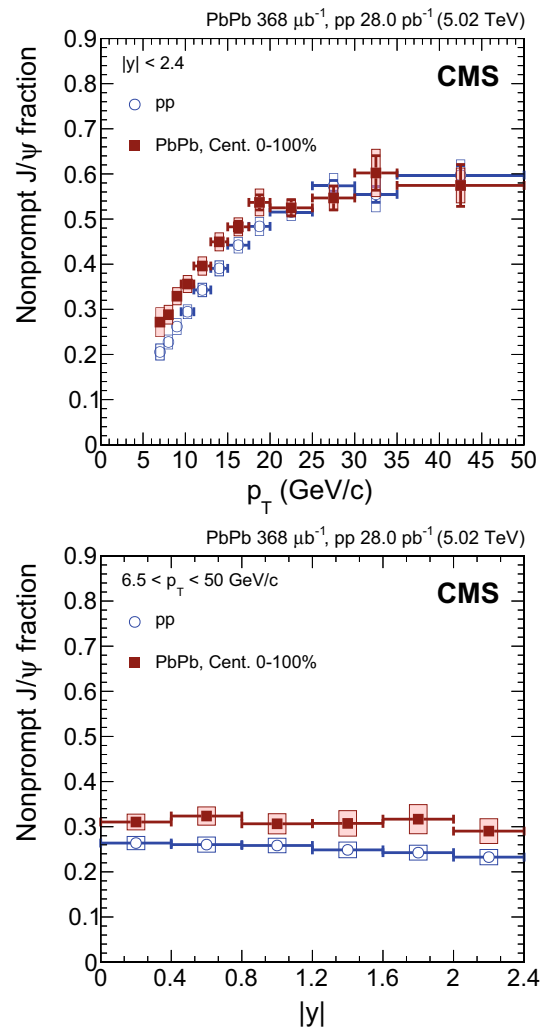 PbPb 368 μb⁻¹, pp 28.0 pb⁻¹ (5.02 TeV)
0.9
0.8
0.7
0.6
0.5
0.4
0.3
0.2
0.1
0
Nonprompt J/ψ fraction
|y| < 2.4
CMS
pp
PbPb, Cent. 0-100%
0 5 10 15 20 25 30 35 40 45 50
p_T (GeV/c)
PbPb 368 μb⁻¹, pp 28.0 pb⁻¹ (5.02 TeV)
0.9
0.8
0.7
0.6
0.5
0.4
0.3
0.2
0.1
0
Nonprompt J/ψ fraction
6.5 < p_T < 50 GeV/c
CMS
pp
PbPb, Cent. 0-100%
0 0.4 0.8 1.2 1.6 2 2.4
|y|